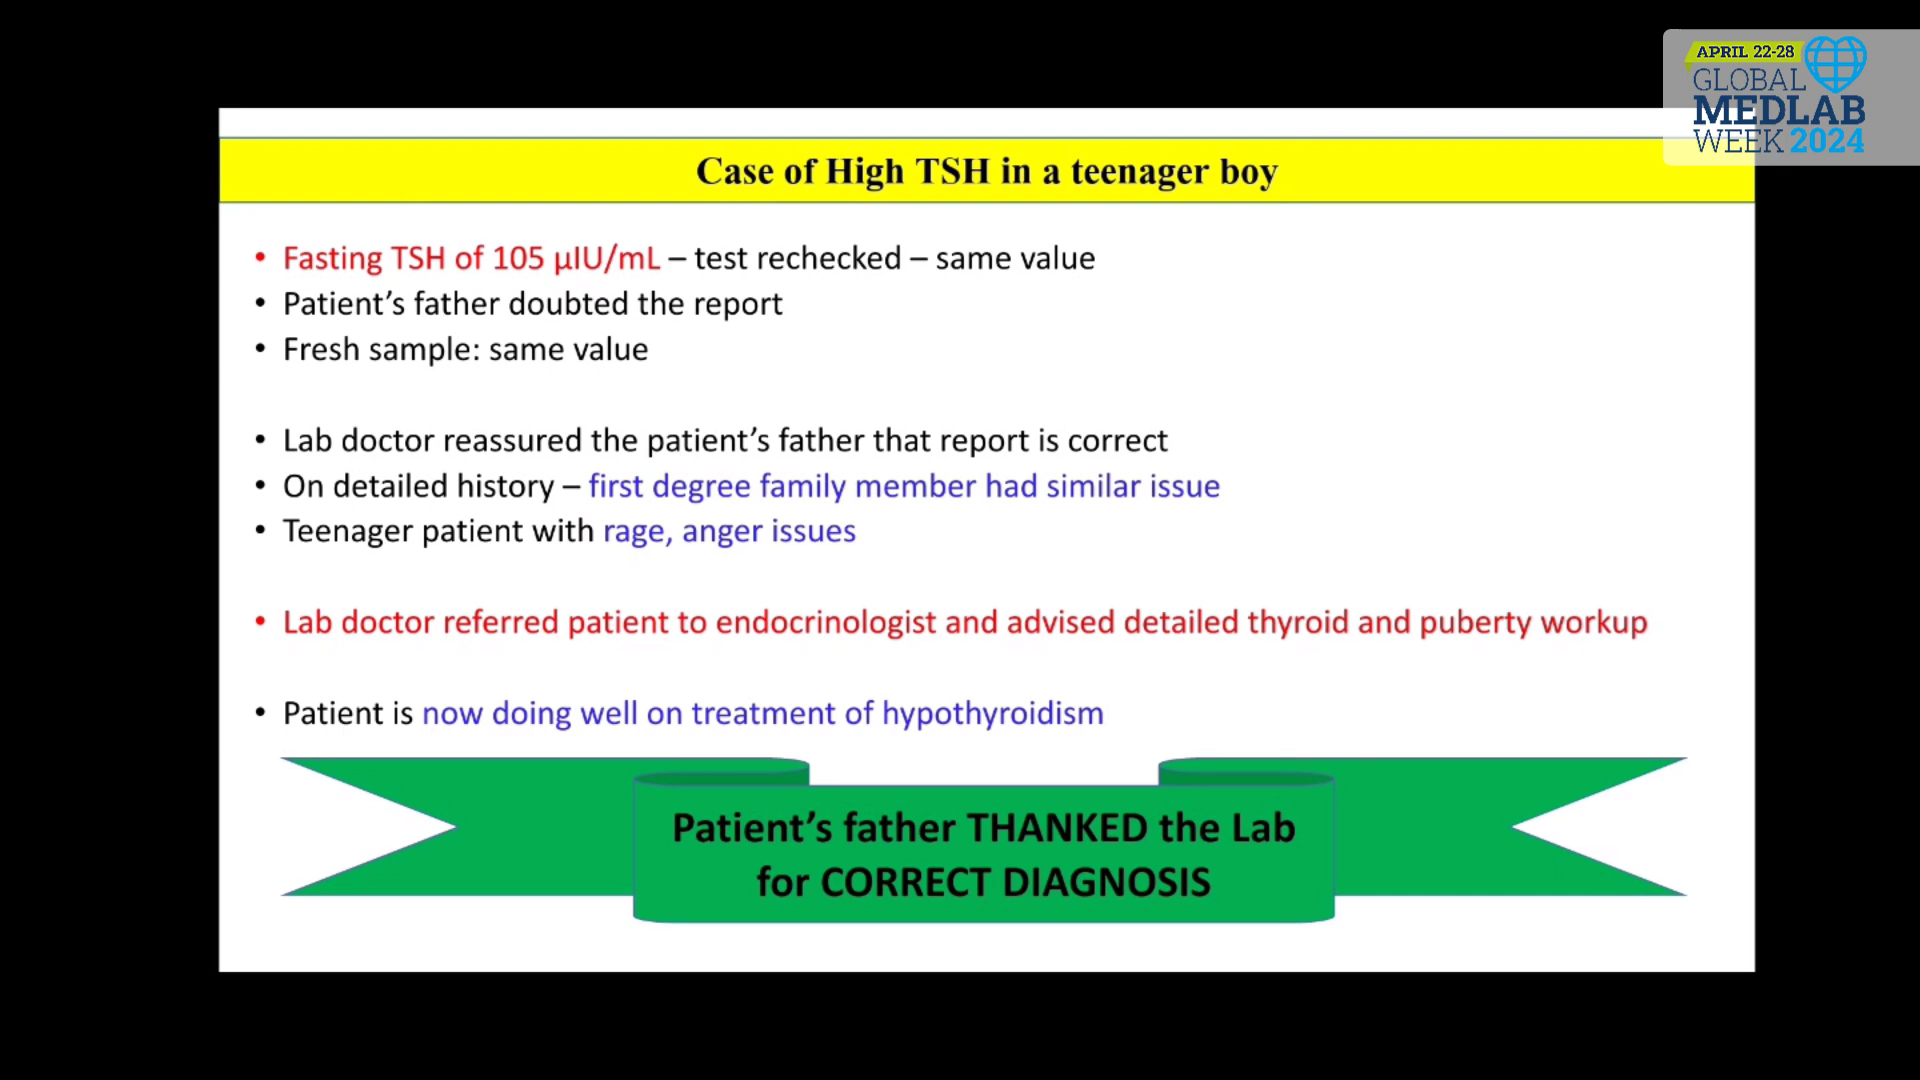 APRIL 22-28
GLOBAL
MEDLAB
WEEK 2024
Case of High TSH in a teenager boy
• Fasting TSH of 105 µIU/mL – test rechecked – same value
• Patient’s father doubted the report
• Fresh sample: same value
• Lab doctor reassured the patient’s father that report is correct
• On detailed history – first degree family member had similar issue
• Teenager patient with rage, anger issues
• Lab doctor referred patient to endocrinologist and advised detailed thyroid and puberty workup
• Patient is now doing well on treatment of hypothyroidism
Patient’s father THANKED the Lab
for CORRECT DIAGNOSIS